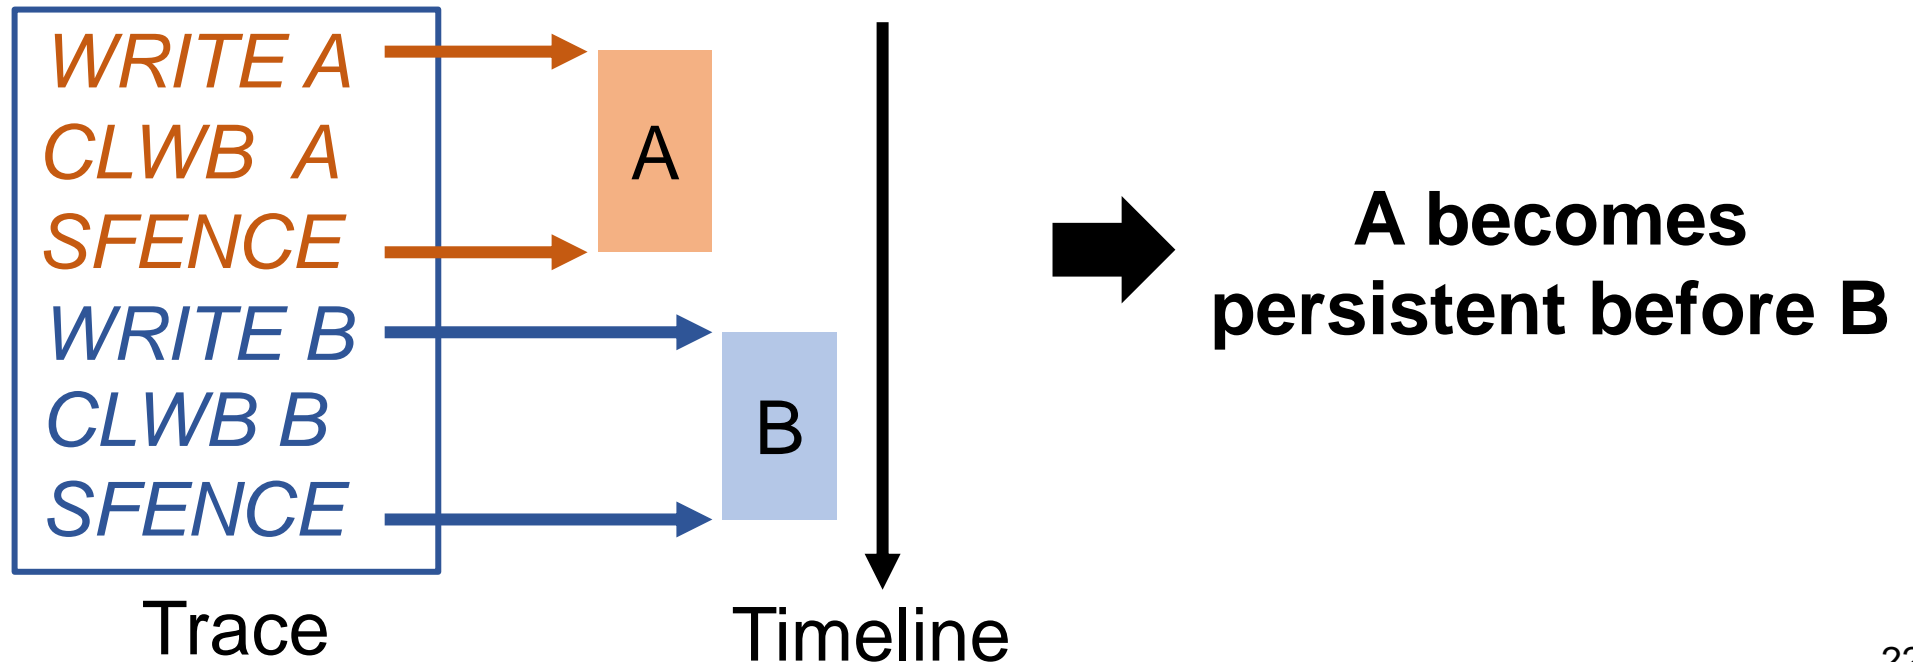 WRITE A
CLWB A
SFENCE
WRITE B
CLWB B
SFENCE
Trace
A
B
Timeline
A becomes
persistent before B